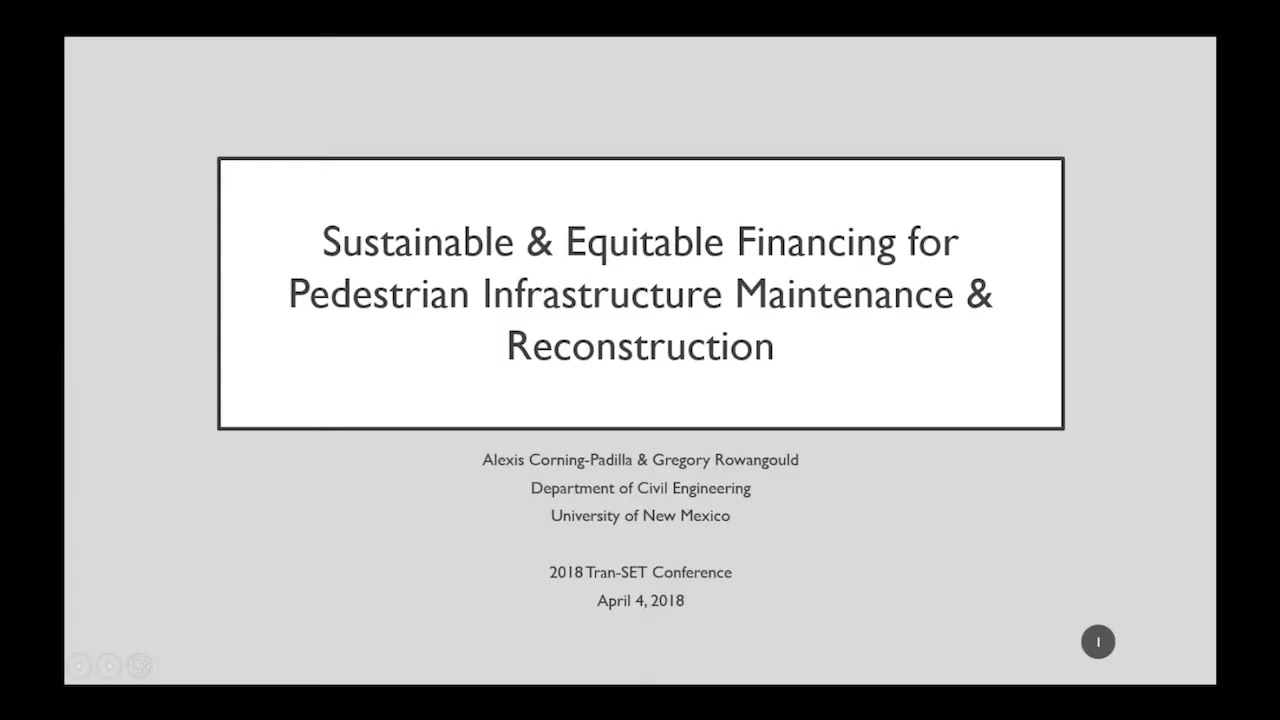 Sustainable & Equitable Financing for
Pedestrian Infrastructure Maintenance &
Reconstruction
Alexis Corning-Padilla & Gregory Rowangould
Department of Civil Engineering
University of New Mexico
2018 Tran-SET Conference
April 4, 2018
1